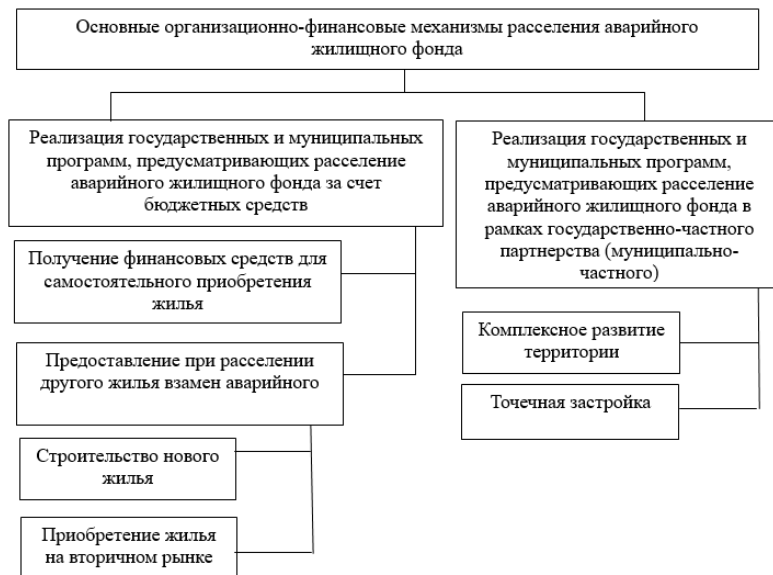 Основные организационно-финансовые механизмы расселения аварийного
жилищного фонда
Реализация государственных и муниципальных
программ, предусматривающих расселение
аварийного жилищного фонда за счет
бюджетных средств
Получение финансовых средств для
самостоятельного приобретения
жилья
Предоставление при расселении
другого жилья взамен аварийного
Строительство нового
жилья
Приобретение жилья
на вторичном рынке
Реализация государственных и
муниципальных программ,
предусматривающих расселение
аварийного жилищного фонда в
рамках государственно-частного
партнерства (муниципально-
частного)
Комплексное развитие
территории
Точечная застройка